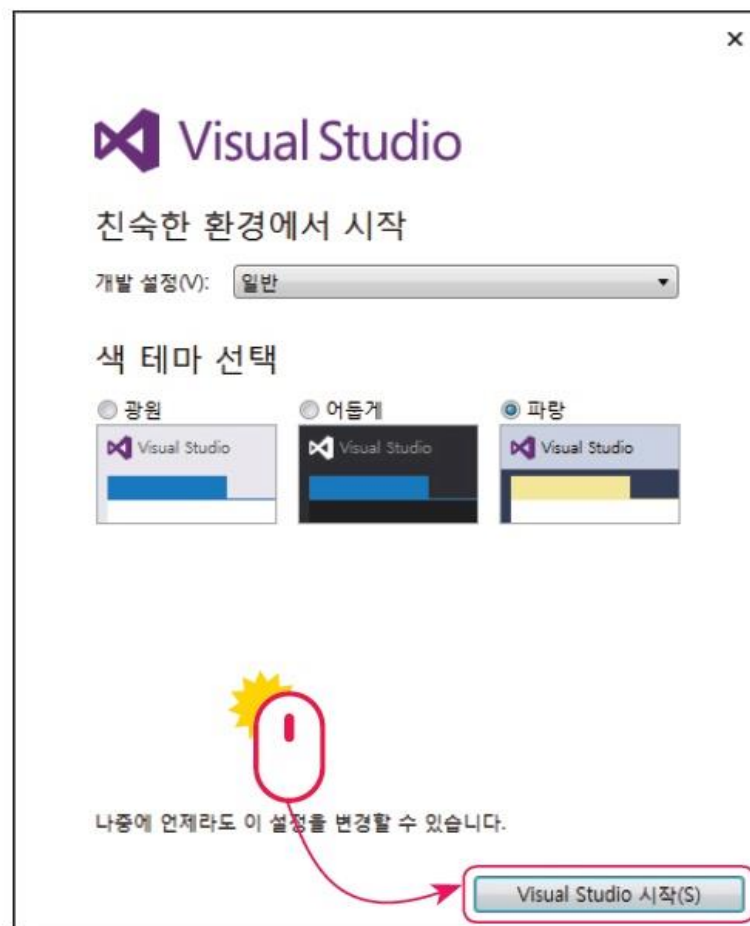 ×
Visual Studio
친숙한 환경에서 시작
개발 설정(V): 일반
색 테마 선택
광원 어둡게 파랑
Visual Studio Visual Studio Visual Studio
나중에 언제라도 이 설정을 변경할 수 있습니다.
Visual Studio 시작(S)